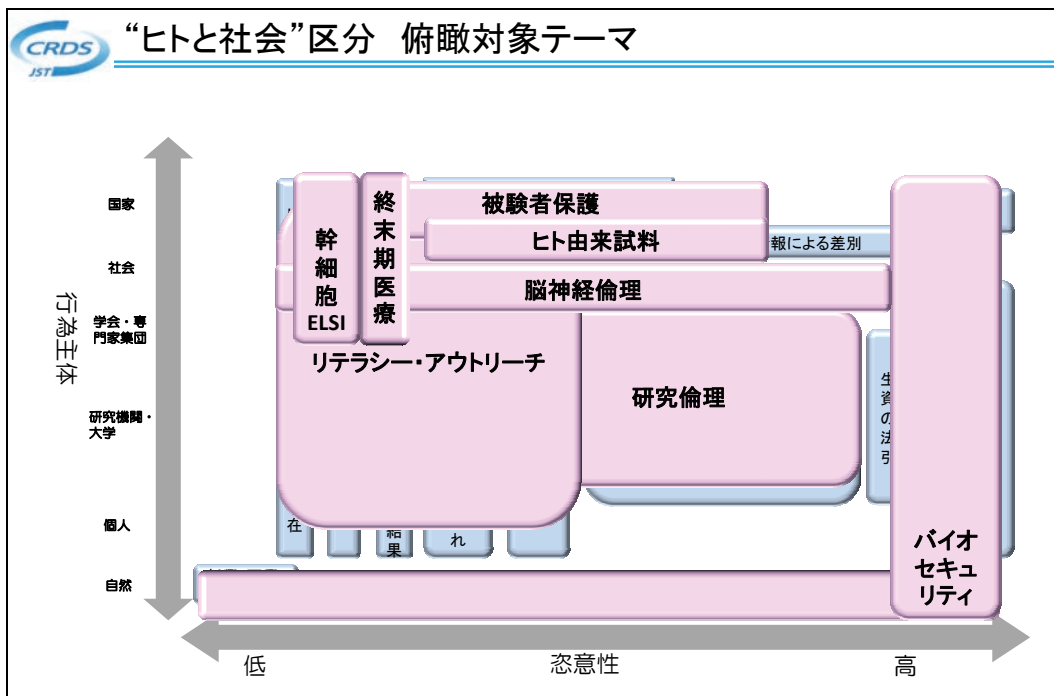 CRDS
JST
“ヒトと社会”区分 俯瞰対象テーマ
行為主体
国家
社会
学会・専
門家集団
研究機関・
大学
個人
自然
幹細胞
ELSI
終末期医療
被験者保護
ヒト由来試料
報による差別
脳神経倫理
リテラシー・アウトリーチ
研究倫理
資の法引
在
結果
れ
バイオ
セキュ
リティ
低
恣意性
高